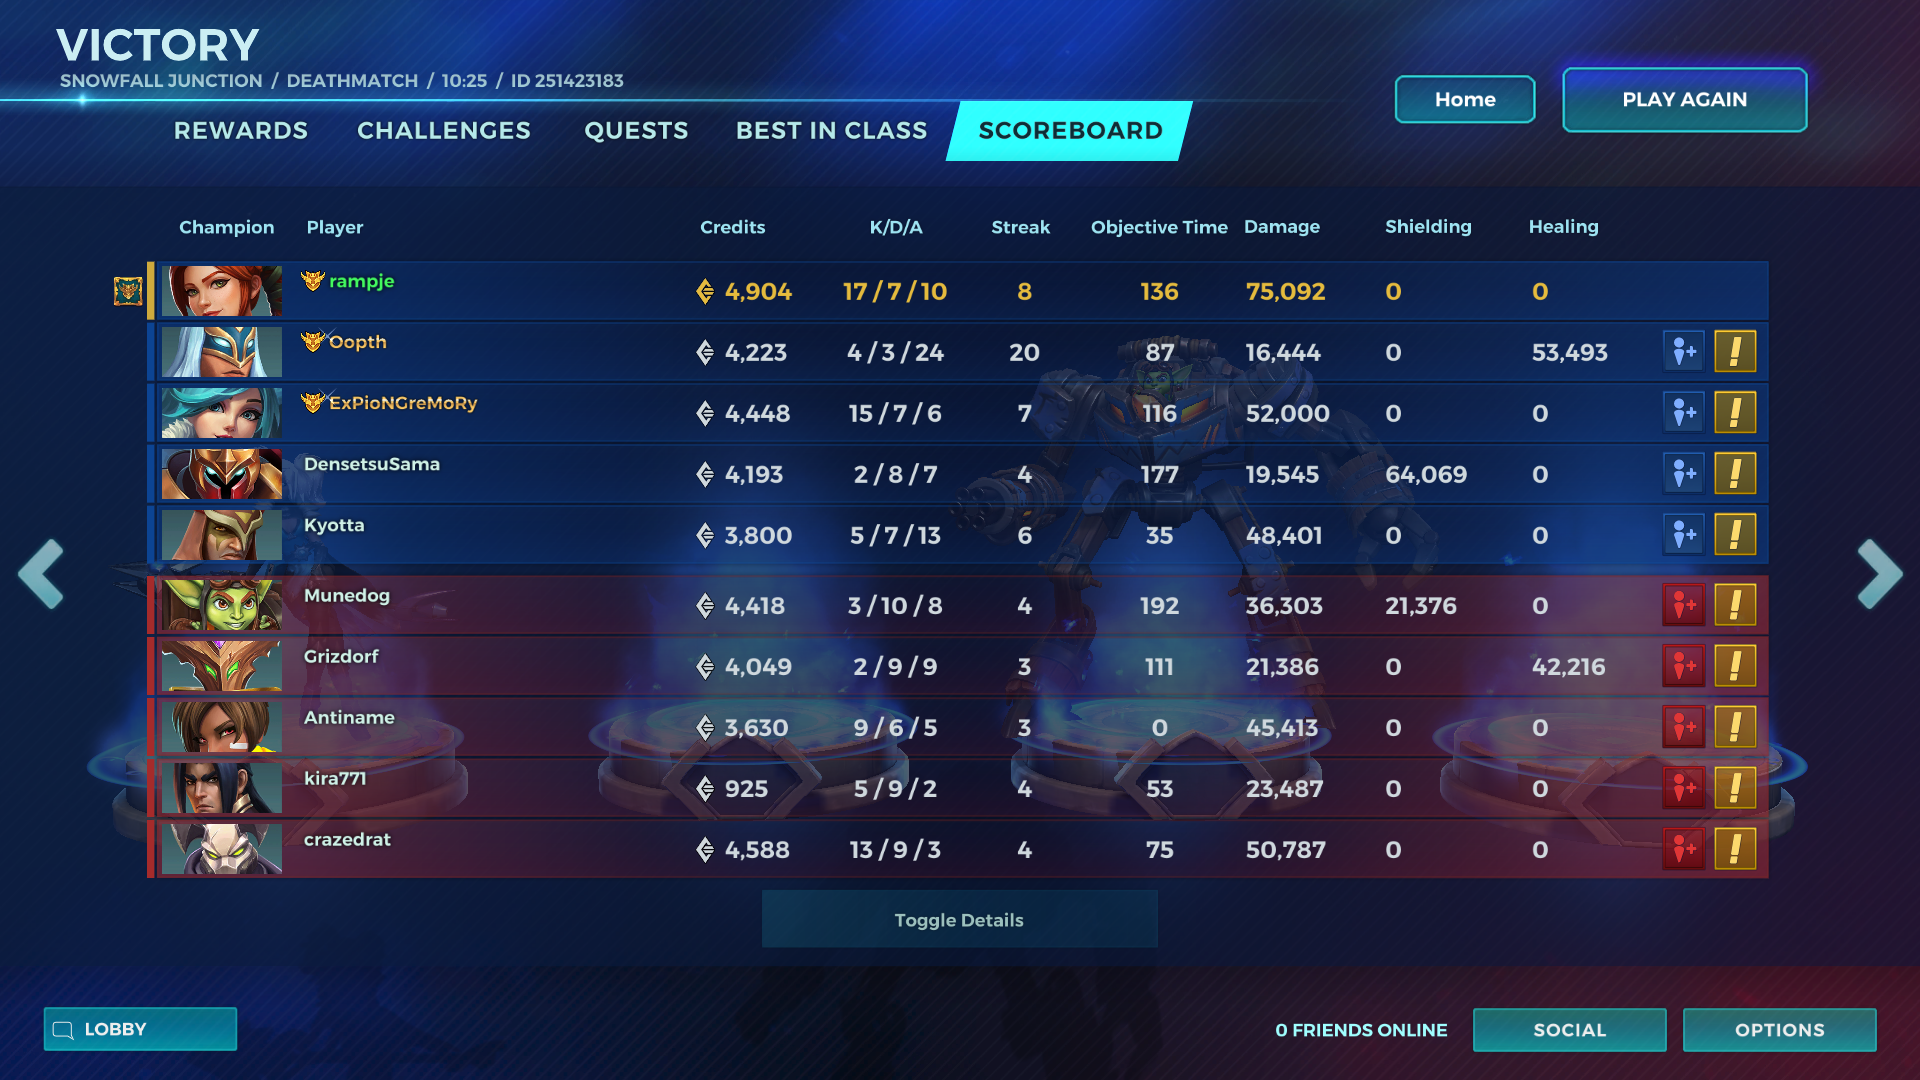 VICTORY
SNOWFALL JUNCTION / DEATHMATCH / 10:25 / ID 251423183
Home
PLAY AGAIN
REWARDS CHALLENGES QUESTS BEST IN CLASS SCOREBOARD
Champion Player Credits K/D/A Streak Objective Time Damage Shielding Healing
rampje 4,904 17 / 7 / 10 8 136 75,092 0 0
Oopth 4,223 4 / 3 / 24 20 87 16,444 0 53,493
ExPioNGreMoRy 4,448 15 / 7 / 6 7 116 52,000 0 0
DensetsuSama 4,193 2 / 8 / 7 4 177 19,545 64,069 0
Kyotta 3,800 5 / 7 / 13 6 35 48,401 0 0
Munedog 4,418 3 / 10 / 8 4 192 36,303 21,376 0
Grizdorf 4,049 2 / 9 / 9 3 111 21,386 0 42,216
Antiname 3,630 9 / 6 / 5 3 0 45,413 0 0
kira771 925 5 / 9 / 2 4 53 23,487 0 0
crazedrat 4,588 13 / 9 / 3 4 75 50,787 0 0
Toggle Details
LOBBY
0 FRIENDS ONLINE
SOCIAL
OPTIONS